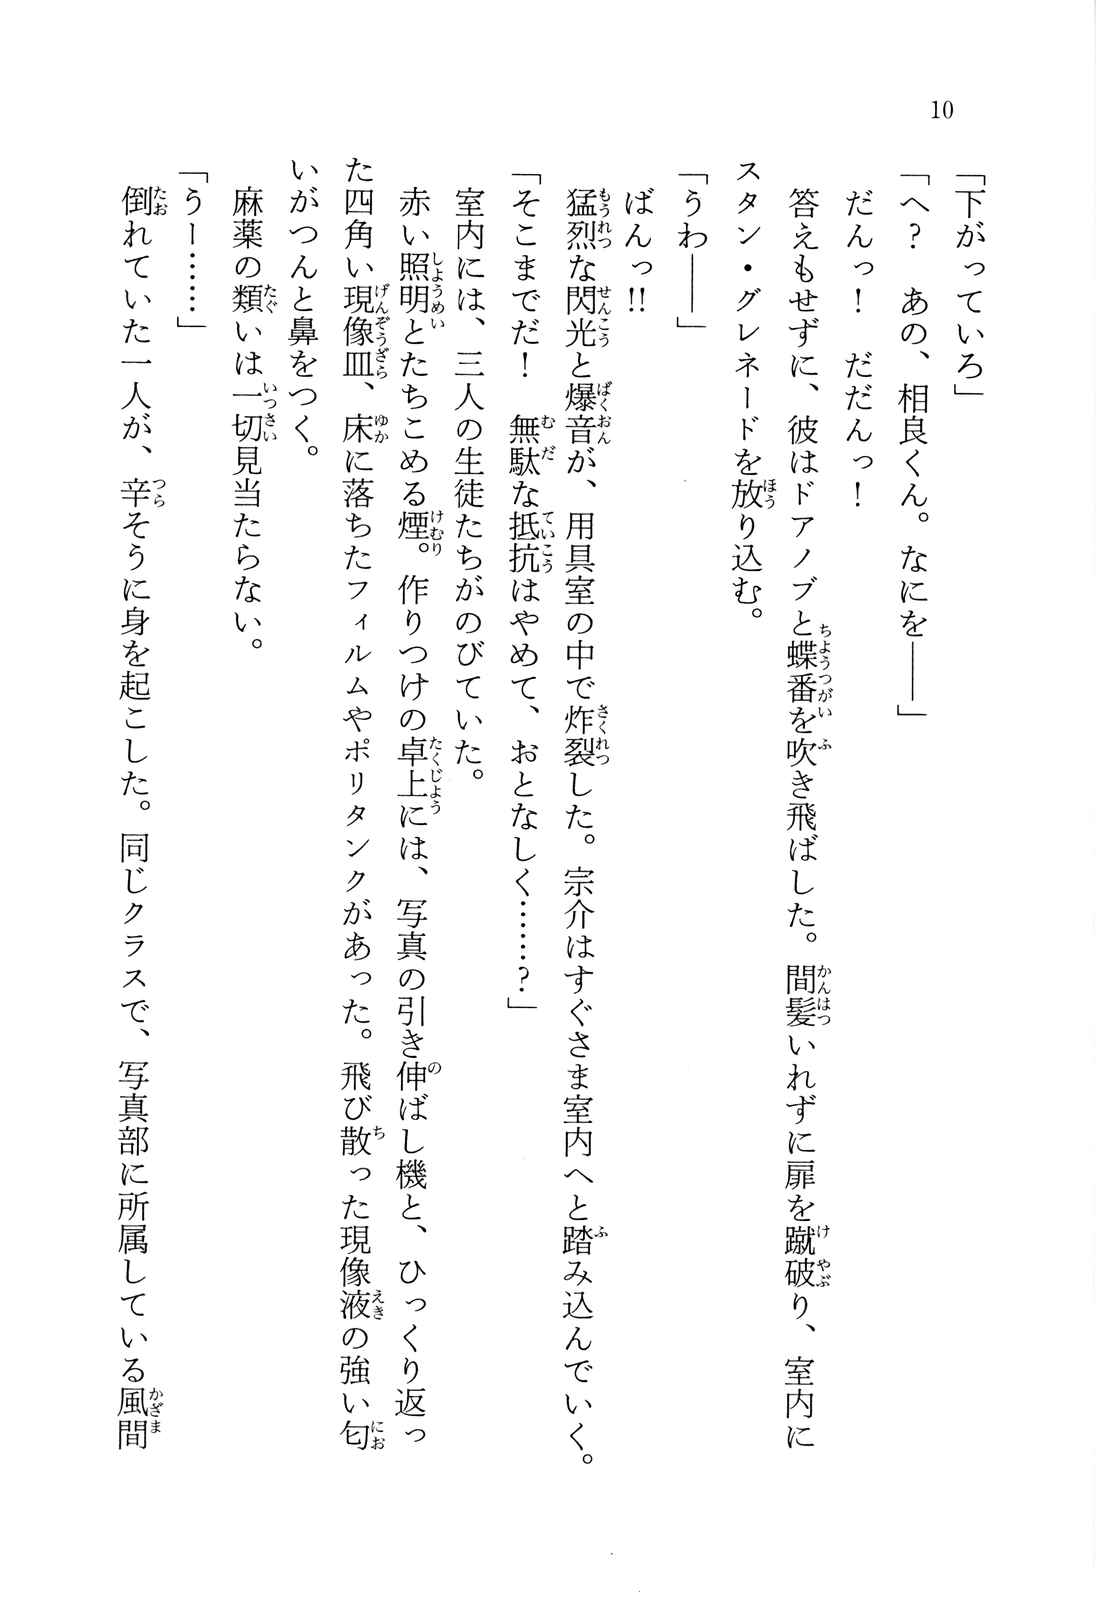 10
「下がっていろ」
「へ？　あの、相良くん。なにを――」
だんっ！　だだんっ！
答えもせずに、彼はドアノブと蝶番を吹き飛ばした。間髪いれずに扉を蹴破り、室内に
スタン・グレネードを放り込む。
「うわ――」
ばんっ!!
猛烈な閃光と爆音が、用具室の中で炸裂した。宗介はすぐさま室内へと踏み込んでいく。
「そこまでだ！　無駄な抵抗はやめて、おとなしく……？」
室内には、三人の生徒たちがのびていた。
赤い照明とたちこめる煙。作りつけの卓上には、写真の引き伸ばし機と、ひっくり返っ
た四角い現像皿、床に落ちたフィルムやポリタンクがあった。飛び散った現像液の強い匂
いがつんと鼻をつく。
麻薬の類いは一切見当たらない。
「うー……」
倒れていた一人が、辛そうに身を起こした。同じクラスで、写真部に所属している風間